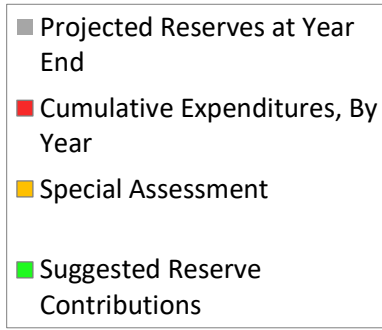 Projected Reserves at Year
End
Cumulative Expenditures, By
Year
Special Assessment
Suggested Reserve
Contributions